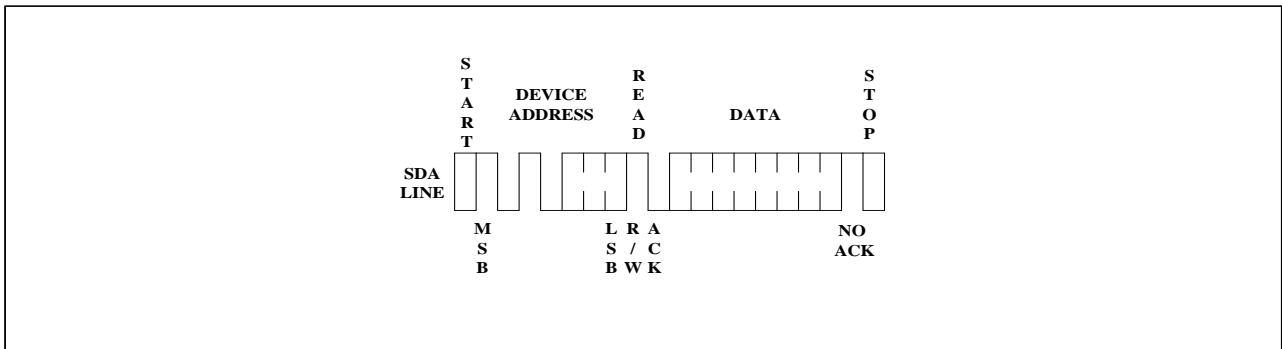 START
DEVICE
ADDRESS
READ
DATA
STOP
SDA
LINE
MSB
LSB
R/W
ACK
NO
ACK